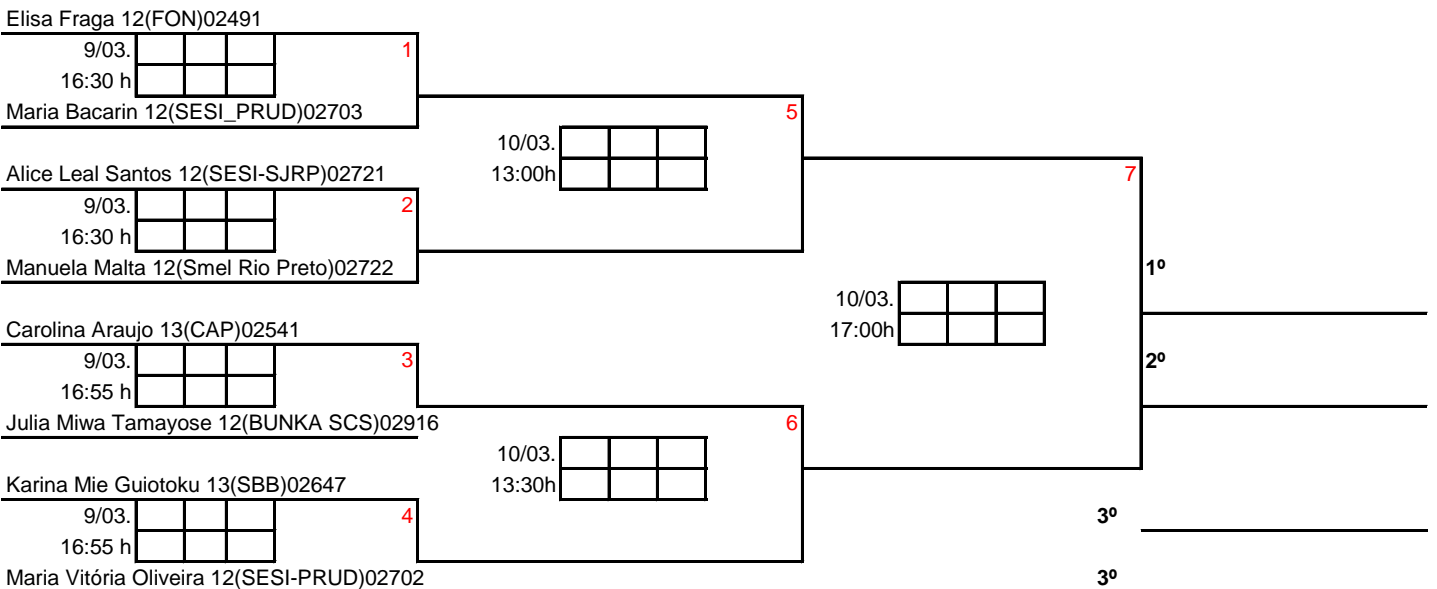 Elisa Fraga 12(FON)02491
9/03. 1
16:30 h
Maria Bacarin 12(SESI_PRUD)02703
5
10/03.
13:00h
Alice Leal Santos 12(SESI-SJRP)02721
7
9/03. 2
16:30 h
Manuela Malta 12(Smel Rio Preto)02722
1º
10/03.
17:00h
Carolina Araujo 13(CAP)02541
9/03. 3
2º
16:55 h
Julia Miwa Tamayose 12(BUNKA SCS)02916
6
10/03.
13:30h
Karina Mie Guiotoku 13(SBB)02647
9/03. 4
3º
16:55 h
Maria Vitória Oliveira 12(SESI-PRUD)02702
3º